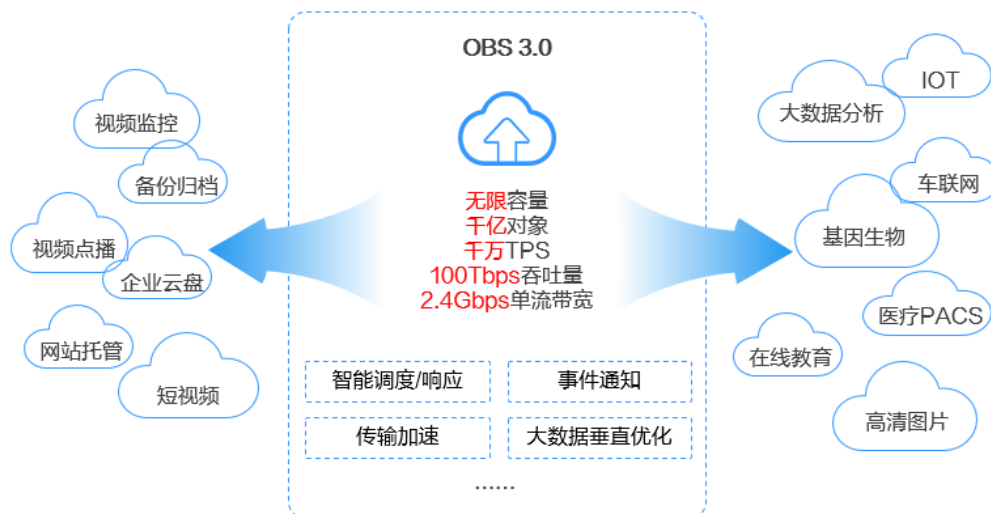 OBS 3.0
无限容量
千亿对象
千万TPS
100Tbps吞吐量
2.4Gbps单流带宽
智能调度/响应
事件通知
传输加速
大数据垂直优化
......
视频监控
备份归档
视频点播
企业云盘
网站托管
短视频
IOT
大数据分析
车联网
基因生物
医疗PACS
在线教育
高清图片